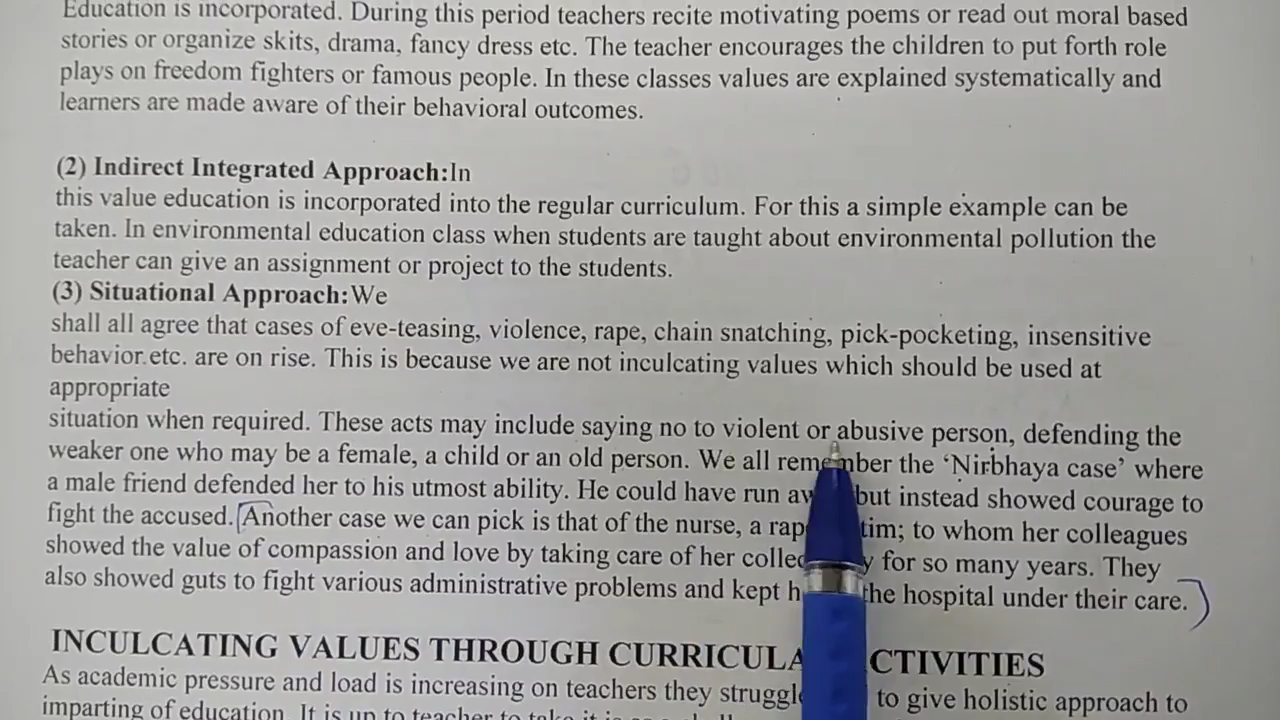 Education is incorporated. During this period teachers recite motivating poems or read out moral based
stories or organize skits, drama, fancy dress etc. The teacher encourages the children to put forth role
plays on freedom fighters or famous people. In these classes values are explained systematically and
learners are made aware of their behavioral outcomes.
(2) Indirect Integrated Approach:In
this value education is incorporated into the regular curriculum. For this a simple example can be
taken. In environmental education class when students are taught about environmental pollution the
teacher can give an assignment or project to the students.
(3) Situational Approach:We
shall all agree that cases of eve-teasing, violence, rape, chain snatching, pick-pocketing, insensitive
behavior.etc. are on rise. This is because we are not inculcating values which should be used at
appropriate
situation when required. These acts may include saying no to violent or abusive person, defending the
weaker one who may be a female, a child or an old person. We all remember the ‘Nirbhaya case’ where
a male friend defended her to his utmost ability. He could have run but instead showed courage to
fight the accused. Another case we can pick is that of the nurse, a to whom her colleagues
showed the value of compassion and love by taking care of her for so many years. They
also showed guts to fight various administrative problems and kept the hospital under their care.
INCULCATING VALUES THROUGH
As academic pressure and load is increasing on teachers they to give holistic approach to
imparting of education. It is up to teacher to take it